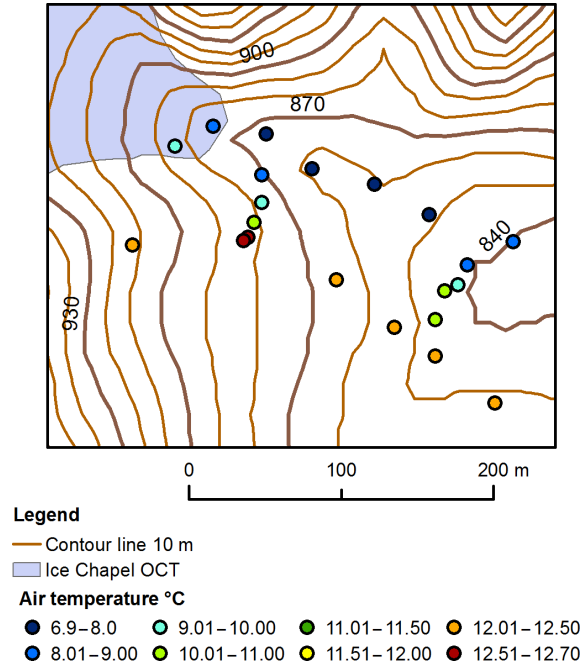 900
870
840
930
0 100 200 m
Legend
Contour line 10 m
Ice Chapel OCT
Air temperature °C
6.9–8.0 9.01–10.00 11.01–11.50 12.01–12.50
8.01–9.00 10.01–11.00 11.51–12.00 12.51–12.70